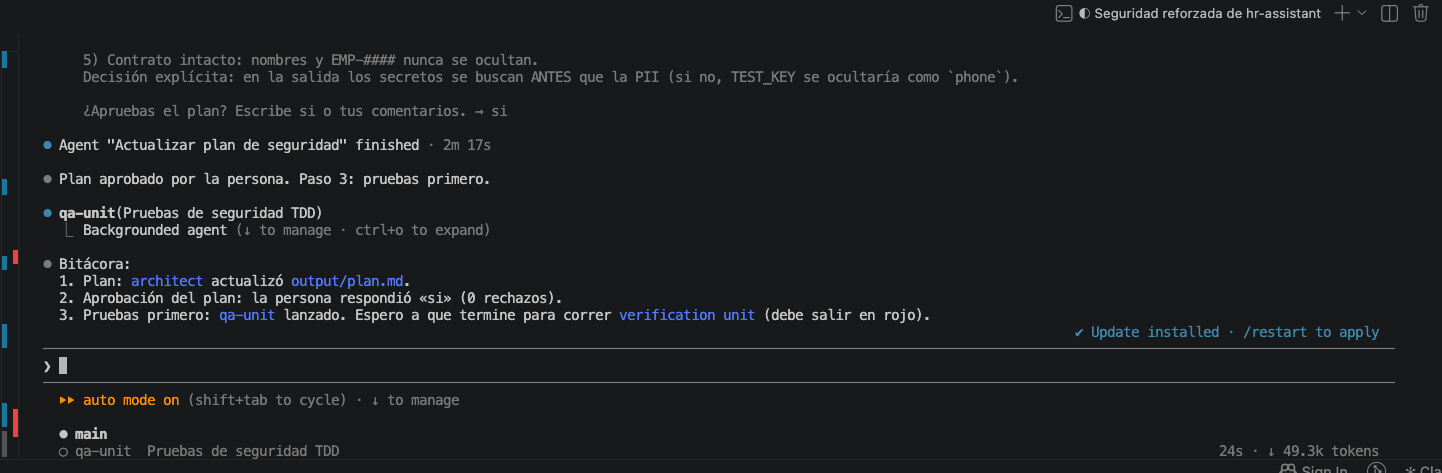 Seguridad reforzada de hr-assistant
5) Contrato intacto: nombres y EMP-#### nunca se ocultan.
Decisión explícita: en la salida los secretos se buscan ANTES que la PII (si no, TEST_KEY se ocultaría como `phone`).
¿Apruebas el plan? Escribe si o tus comentarios. → si
● Agent "Actualizar plan de seguridad" finished · 2m 17s
● Plan aprobado por la persona. Paso 3: pruebas primero.
● qa-unit(Pruebas de seguridad TDD)
⎿ Backgrounded agent (↓ to manage · ctrl+o to expand)
● Bitácora:
1. Plan: architect actualizó output/plan.md.
2. Aprobación del plan: la persona respondió «si» (0 rechazos).
3. Pruebas primero: qa-unit lanzado. Espero a que termine para correr verification unit (debe salir en rojo).
✔ Update installed · /restart to apply
❯
⏵⏵ auto mode on (shift+tab to cycle) · ↓ to manage
● main
○ qa-unit Pruebas de seguridad TDD 24s · ↓ 49.3k tokens
Sign In